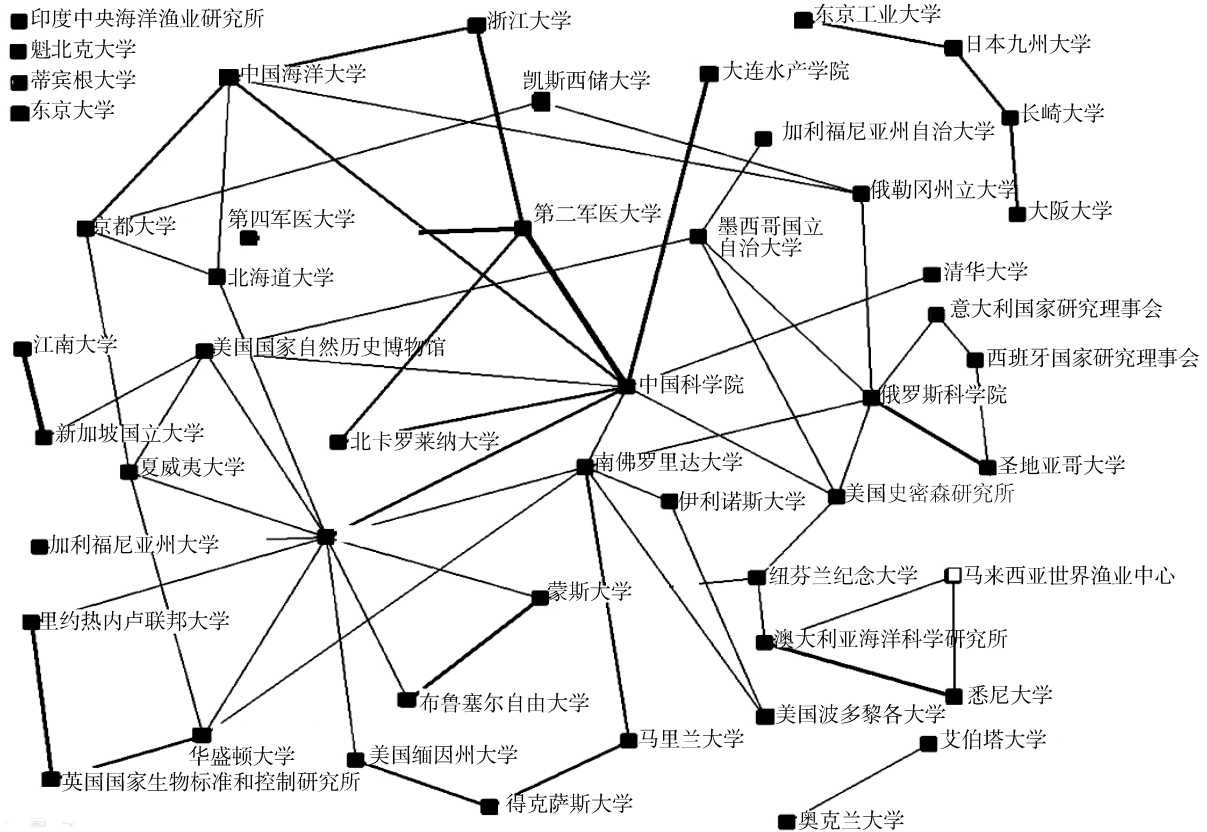 印度中央海洋渔业研究所
魁北克大学
蒂宾根大学
东京大学
浙江大学
东京工业大学
日本九州大学
中国海洋大学
凯斯西储大学
大连水产学院
长崎大学
加利福尼亚州自治大学
俄勒冈州立大学
大阪大学
京都大学
第四军医大学
第二军医大学
墨西哥国立
自治大学
北海道大学
清华大学
意大利国家研究理事会
江南大学
美国国家自然历史博物馆
西班牙国家研究理事会
中国科学院
俄罗斯科学院
新加坡国立大学
北卡罗莱纳大学
夏威夷大学
南佛罗里达大学
圣地亚哥大学
伊利诺斯大学
美国史密森研究所
加利福尼亚州大学
纽芬兰纪念大学
马来西亚世界渔业中心
蒙斯大学
里约热内卢联邦大学
澳大利亚海洋科学研究所
布鲁塞尔自由大学
悉尼大学
美国波多黎各大学
华盛顿大学
美国缅因州大学
马里兰大学
艾伯塔大学
英国国家生物标准和控制研究所
得克萨斯大学
奥克兰大学